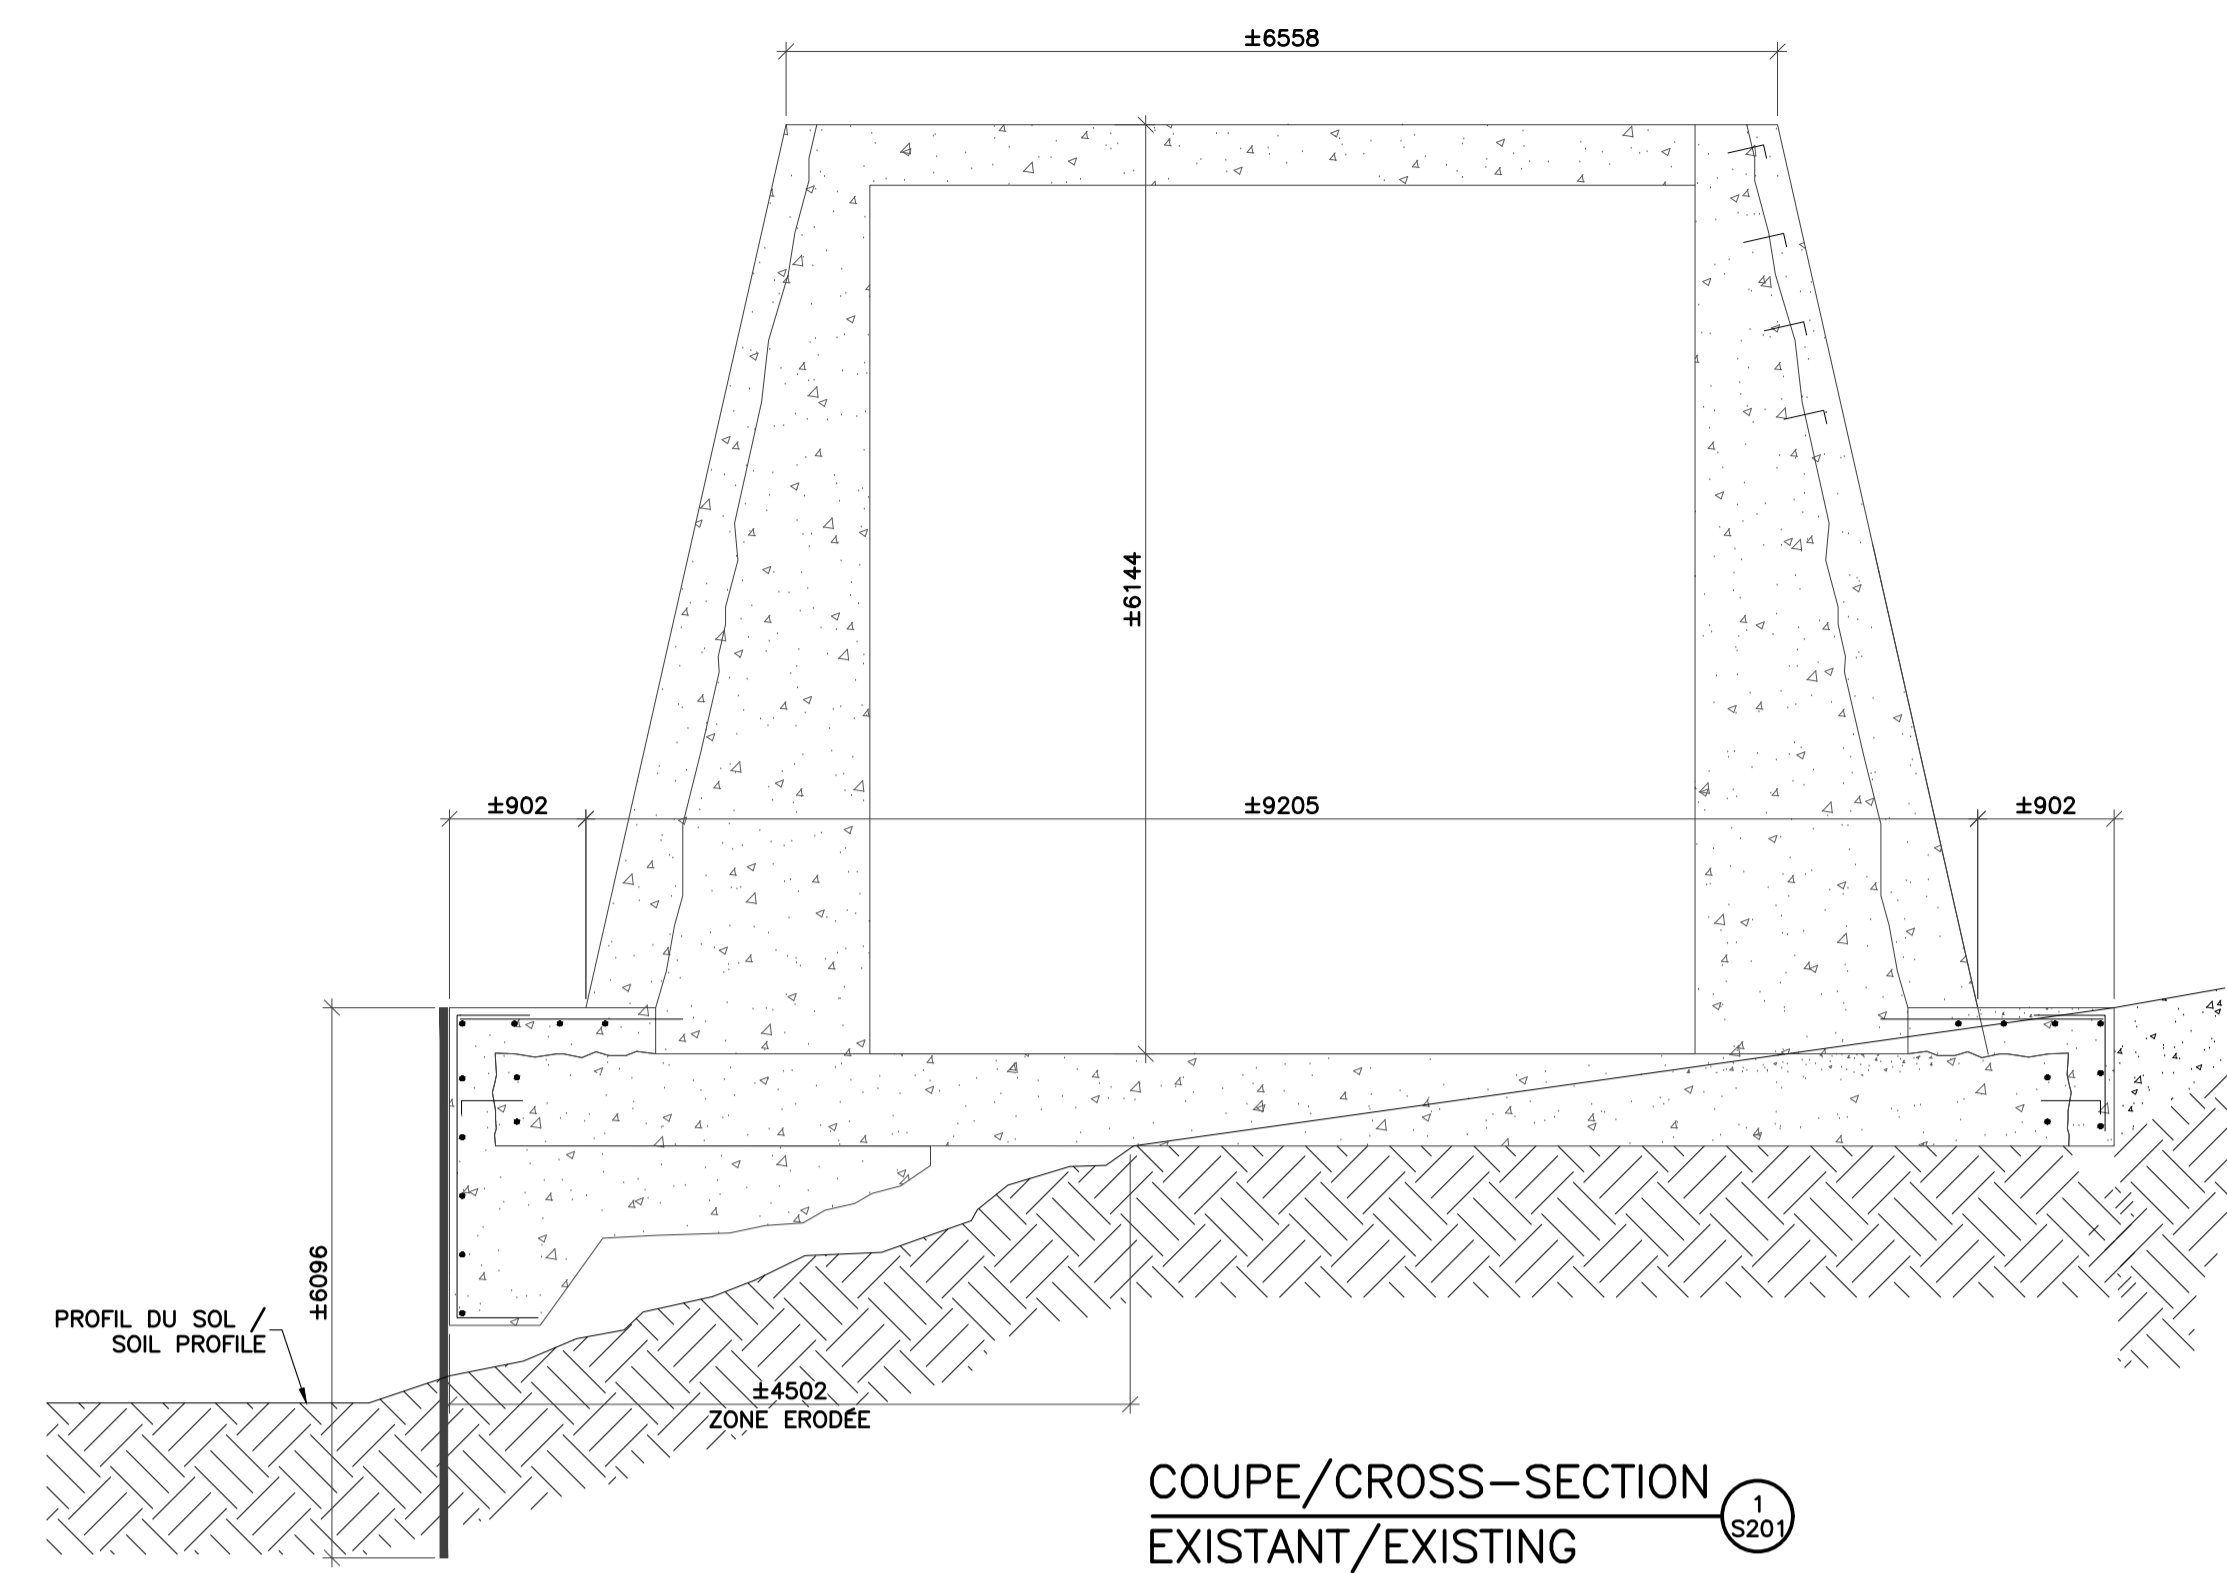 ±6558
±6144
±902
±9205
±902
±6096
PROFIL DU SOL /
SOIL PROFILE
±4502
ZONE ERODÉE
COUPE/CROSS-SECTION
EXISTANT/EXISTING
1
S201